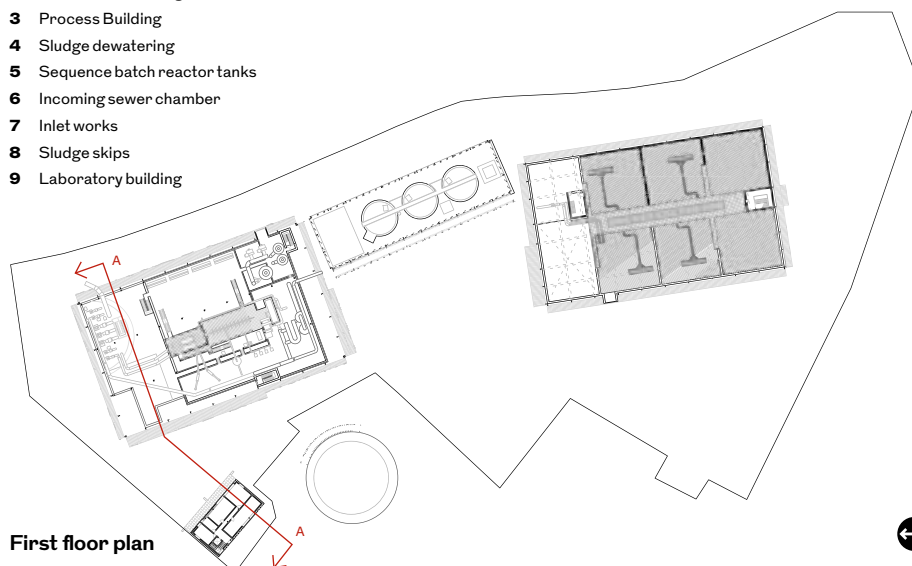 3 Process Building
4 Sludge dewatering
5 Sequence batch reactor tanks
6 Incoming sewer chamber
7 Inlet works
8 Sludge skips
9 Laboratory building
A
A
First floor plan